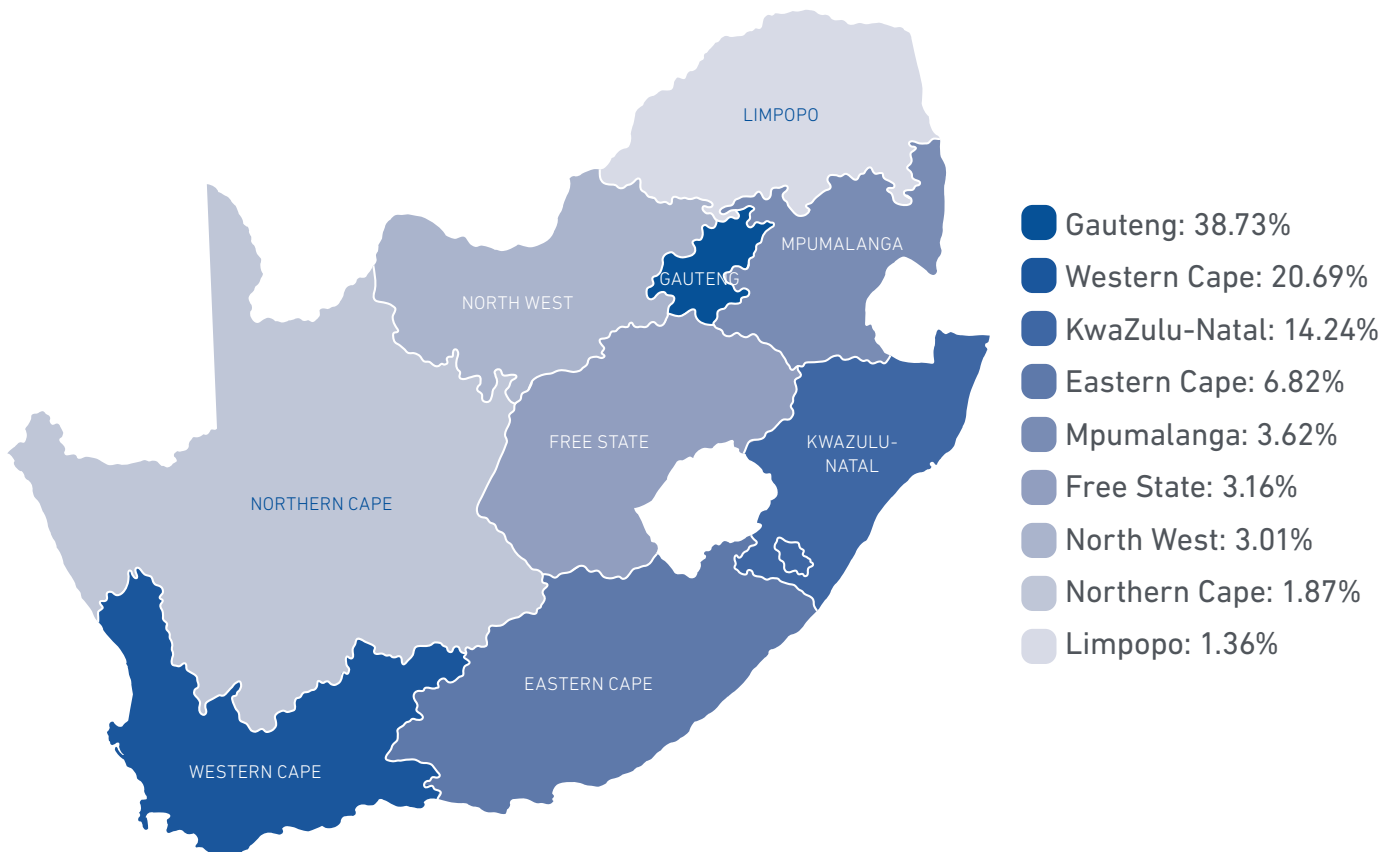 LIMPOPO
MPUMALANGA
GAUTENG
NORTH WEST
FREE STATE
KWAZULU-
NATAL
NORTHERN CAPE
EASTERN CAPE
WESTERN CAPE
Gauteng: 38.73%
Western Cape: 20.69%
KwaZulu-Natal: 14.24%
Eastern Cape: 6.82%
Mpumalanga: 3.62%
Free State: 3.16%
North West: 3.01%
Northern Cape: 1.87%
Limpopo: 1.36%